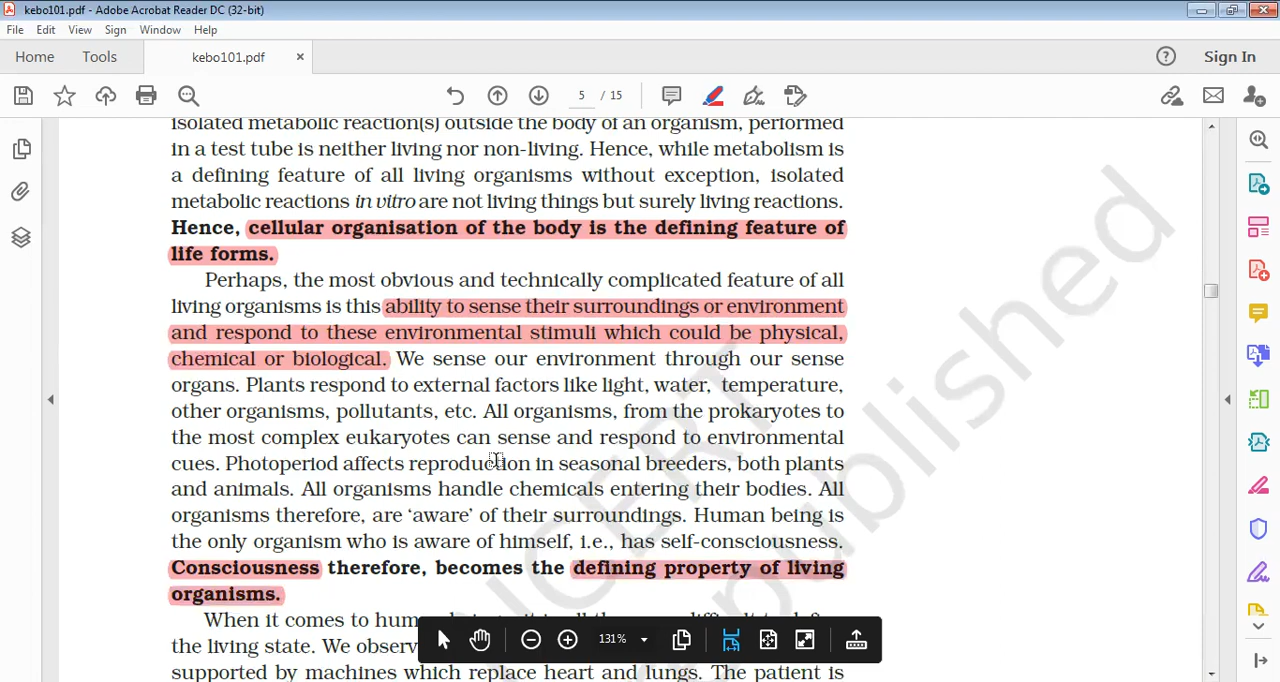 kebo101.pdf - Adobe Acrobat Reader DC (32-bit)
File Edit View Sign Window Help
Home Tools kebo101.pdf × ? Sign In
5 / 15
isolated metabolic reaction(s) outside the body of an organism, performed
in a test tube is neither living nor non-living. Hence, while metabolism is
a defining feature of all living organisms without exception, isolated
metabolic reactions in vitro are not living things but surely living reactions.
Hence, cellular organisation of the body is the defining feature of
life forms.
Perhaps, the most obvious and technically complicated feature of all
living organisms is this ability to sense their surroundings or environment
and respond to these environmental stimuli which could be physical,
chemical or biological. We sense our environment through our sense
organs. Plants respond to external factors like light, water, temperature,
other organisms, pollutants, etc. All organisms, from the prokaryotes to
the most complex eukaryotes can sense and respond to environmental
cues. Photoperiod affects reproduction in seasonal breeders, both plants
and animals. All organisms handle chemicals entering their bodies. All
organisms therefore, are ‘aware’ of their surroundings. Human being is
the only organism who is aware of himself, i.e., has self-consciousness.
Consciousness therefore, becomes the defining property of living
organisms.
When it comes to
the living state. We
supported by machines which replace heart and lungs. The patient is
131%
NCERT
published